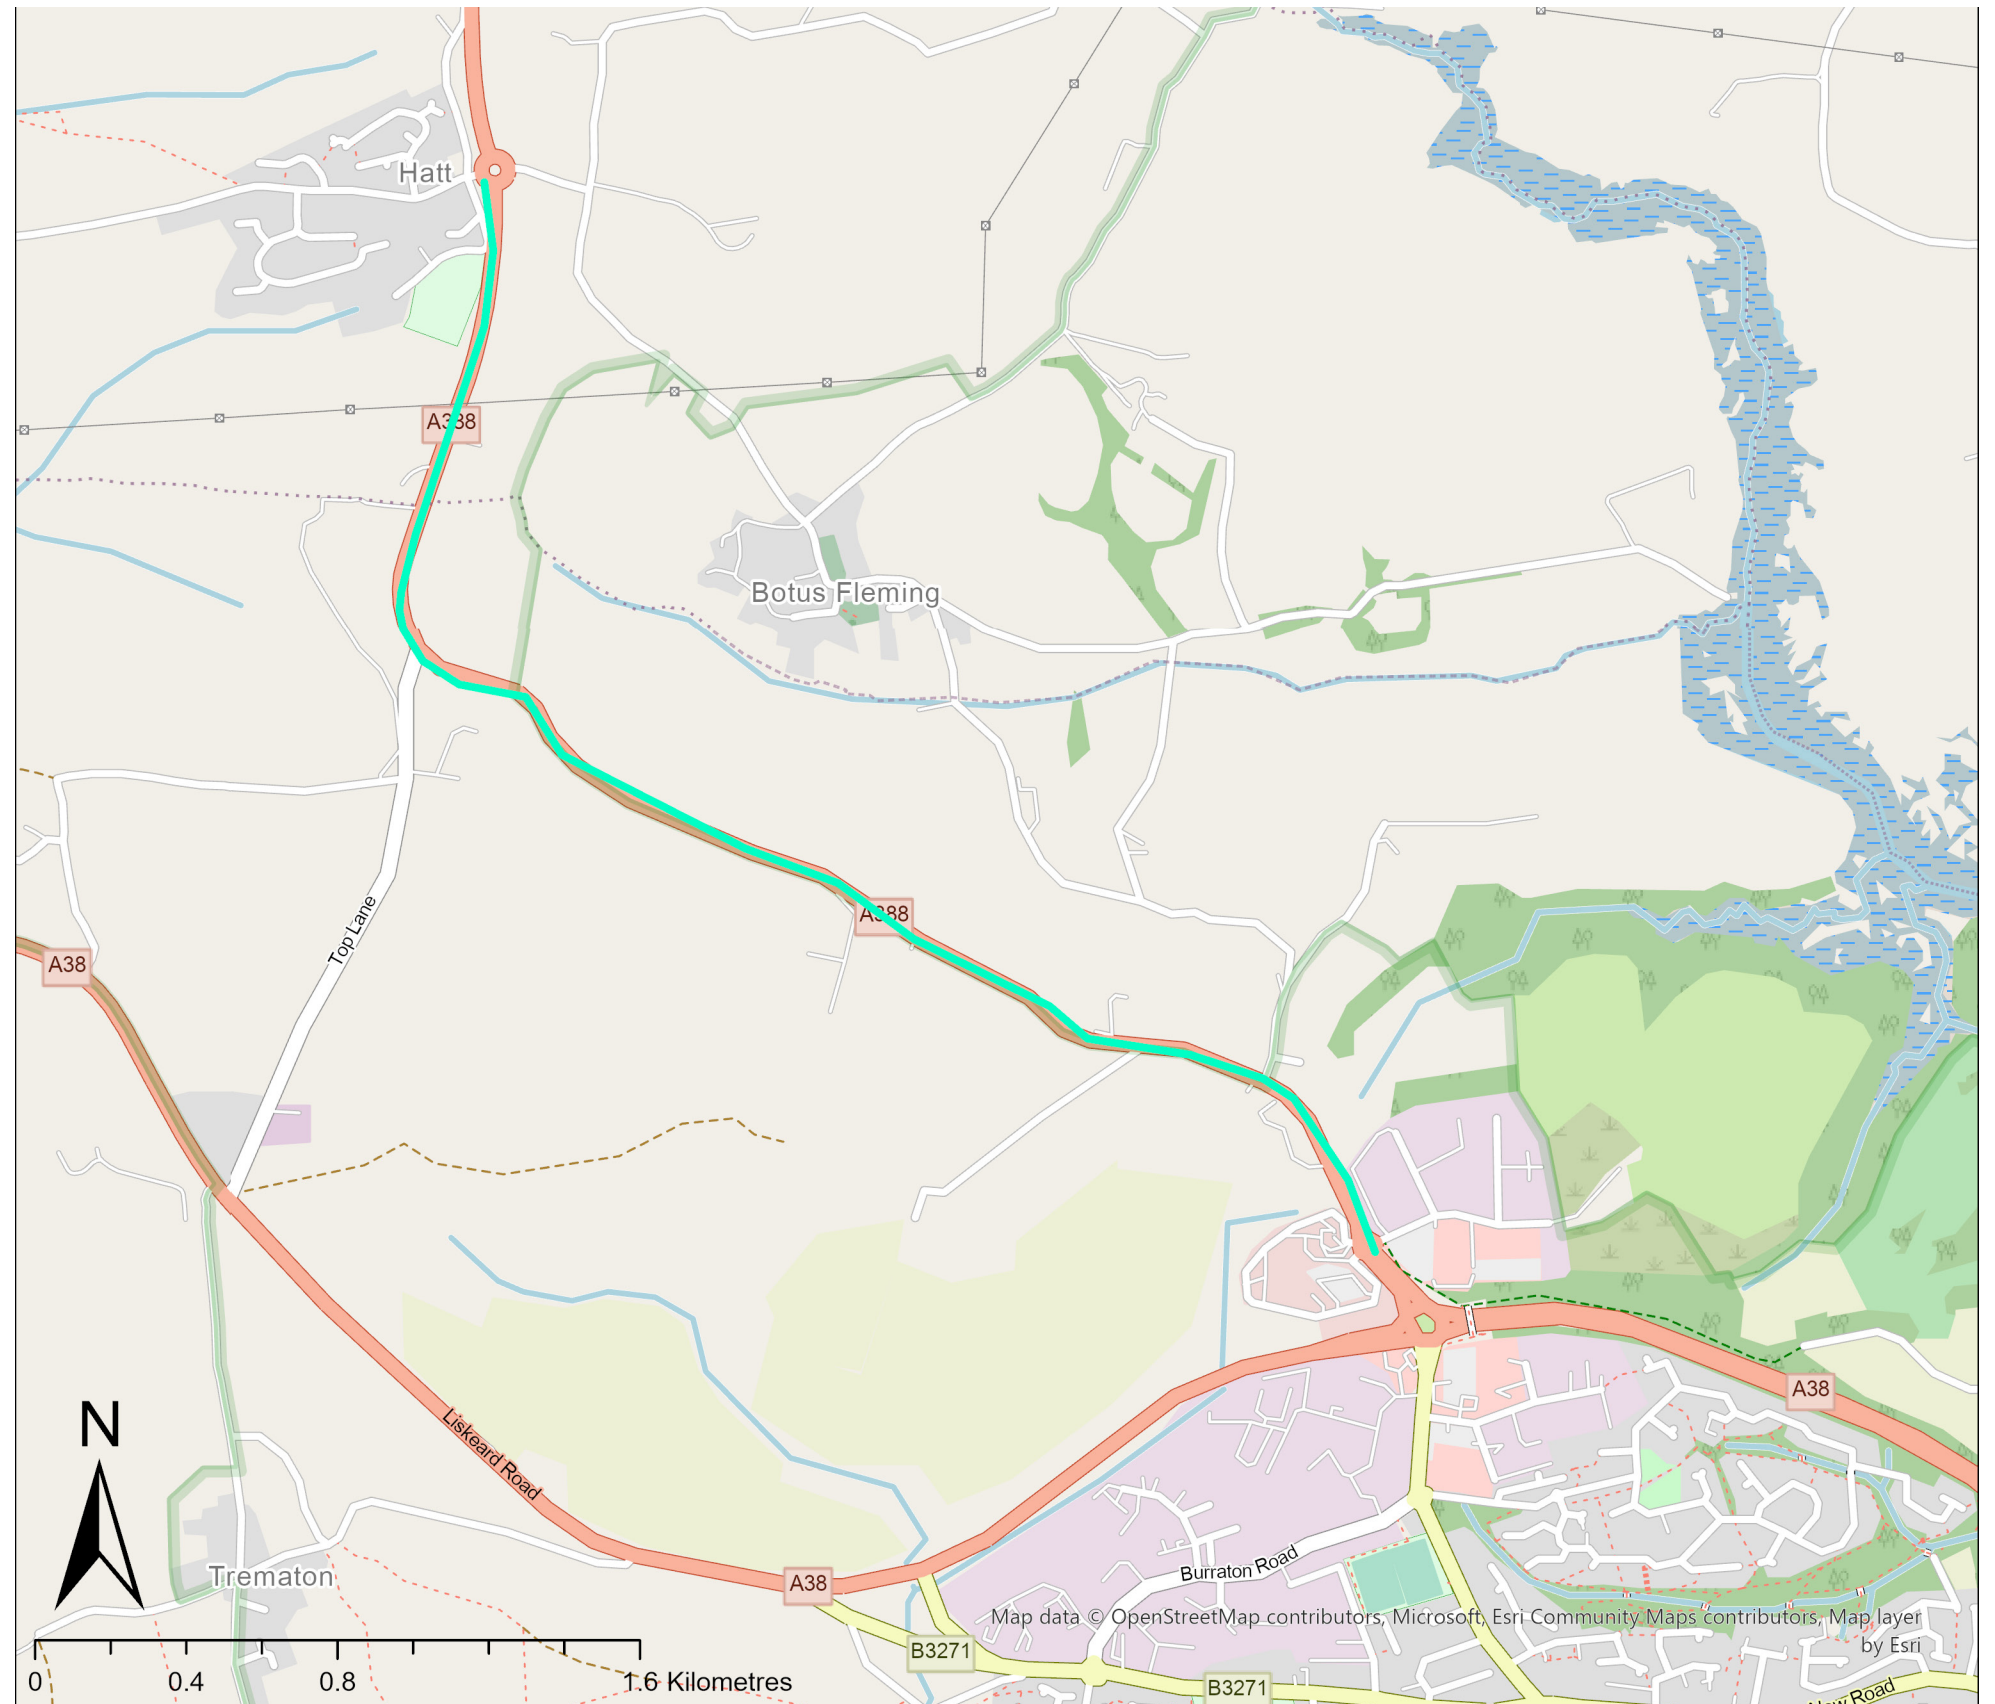 Hatt
A388
Botus Fleming
A388
Top Lane
A38
A38
N
Liskeard Road
Trematon
A38
Burraton Road
Map data © OpenStreetMap contributors, Microsoft, Esri Community Maps contributors, Map layer
by Esri
B3271
0 0.4 0.8 1.6 Kilometres
B3271
New Road